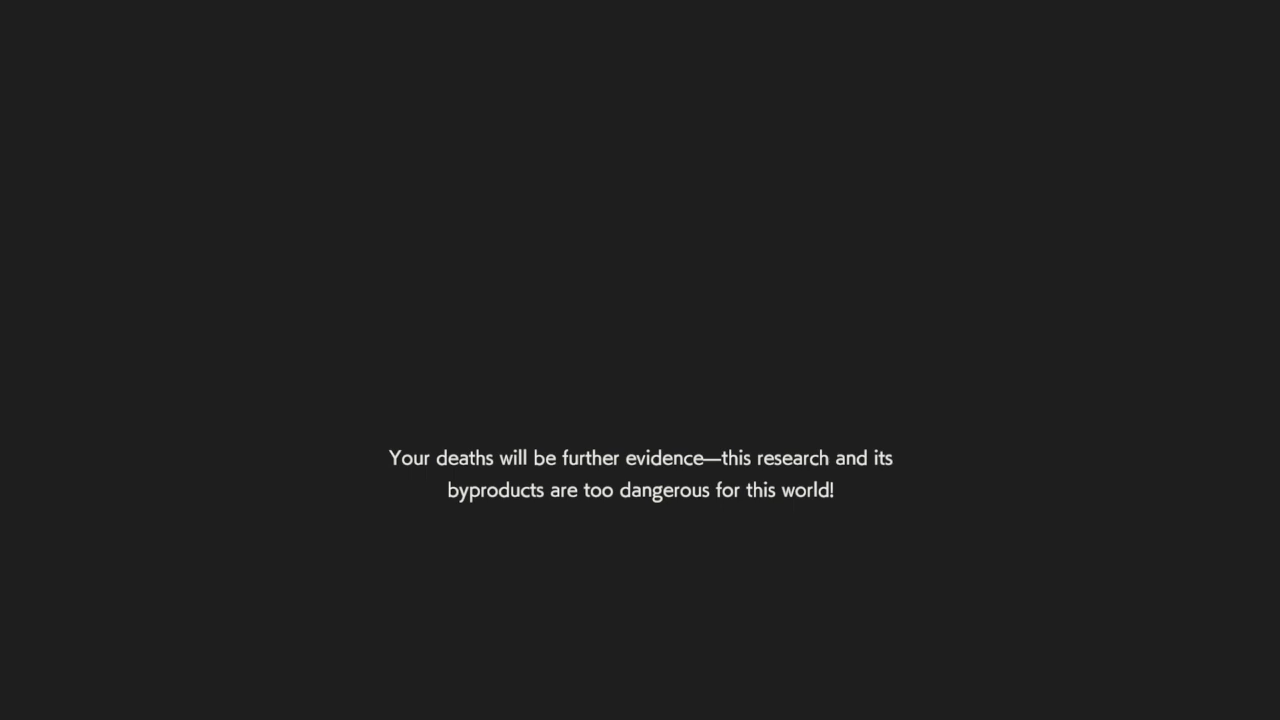 Your deaths will be further evidence—this research and its
byproducts are too dangerous for this world!